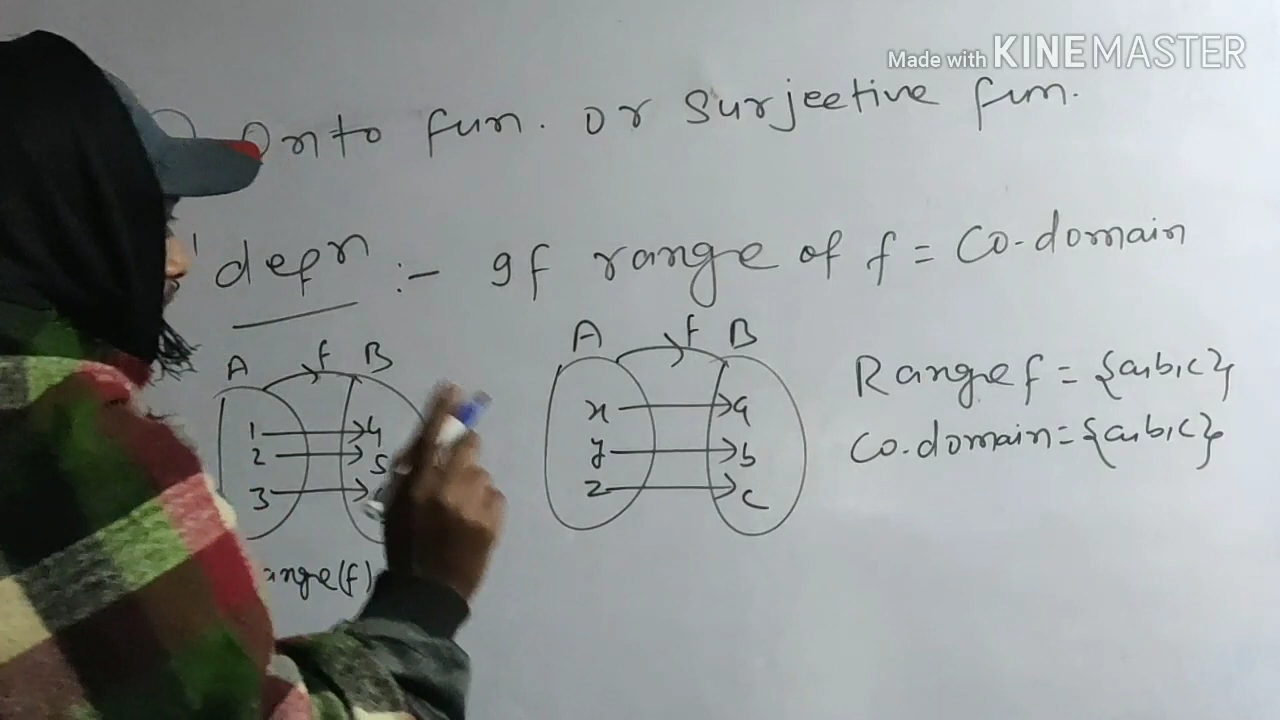 Made with KINEMASTER
Onto fun. or Surjective fun.
defn :- If range of f = Co-domain
A f B
1 4
2 5
3
A f B
x a
y b
z c
Range f = {a,b,c}
Co.domain={a,b,c}
ange(f)